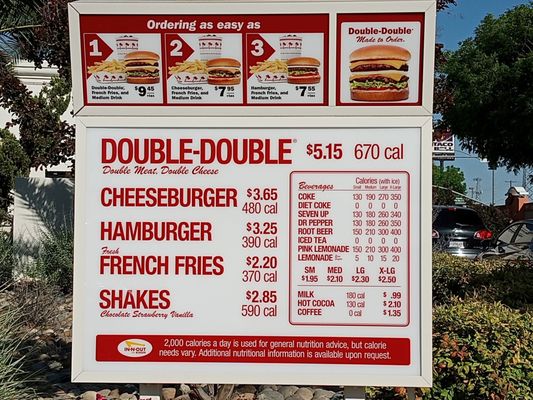 Ordering as easy as
Double-Double®
Made to Order
1
2
3
Double-Double,
French Fries, and
Medium Drink
$9 45
Cheeseburger,
French Fries, and
Medium Drink
$7 95
Hamburger,
French Fries, and
Medium Drink
$7 55
DOUBLE-DOUBLE® $5.15 670 cal
Double Meat, Double Cheese
CHEESEBURGER $3.65
480 cal
HAMBURGER $3.25
390 cal
Fresh
FRENCH FRIES $2.20
370 cal
SHAKES $2.85
Chocolate Strawberry Vanilla 590 cal
Beverages Calories (with ice)
Small Medium Large X-Large
COKE 130 190 270 350
DIET COKE 0 0 0 0
SEVEN UP 130 180 260 340
DR PEPPER 130 180 260 350
ROOT BEER 150 210 300 400
ICED TEA 0 0 0 0
PINK LEMONADE 150 210 300 400
LEMONADE 5 10 15 20
SM MED LG X-LG
$1.95 $2.10 $2.30 $2.50
MILK 180 cal $ .99
HOT COCOA 130 cal $ 2.10
COFFEE 0 cal $ 1.35
IN-N-OUT
2,000 calories a day is used for general nutrition advice, but calorie
needs vary. Additional nutritional information is available upon request.
TACO
BELL